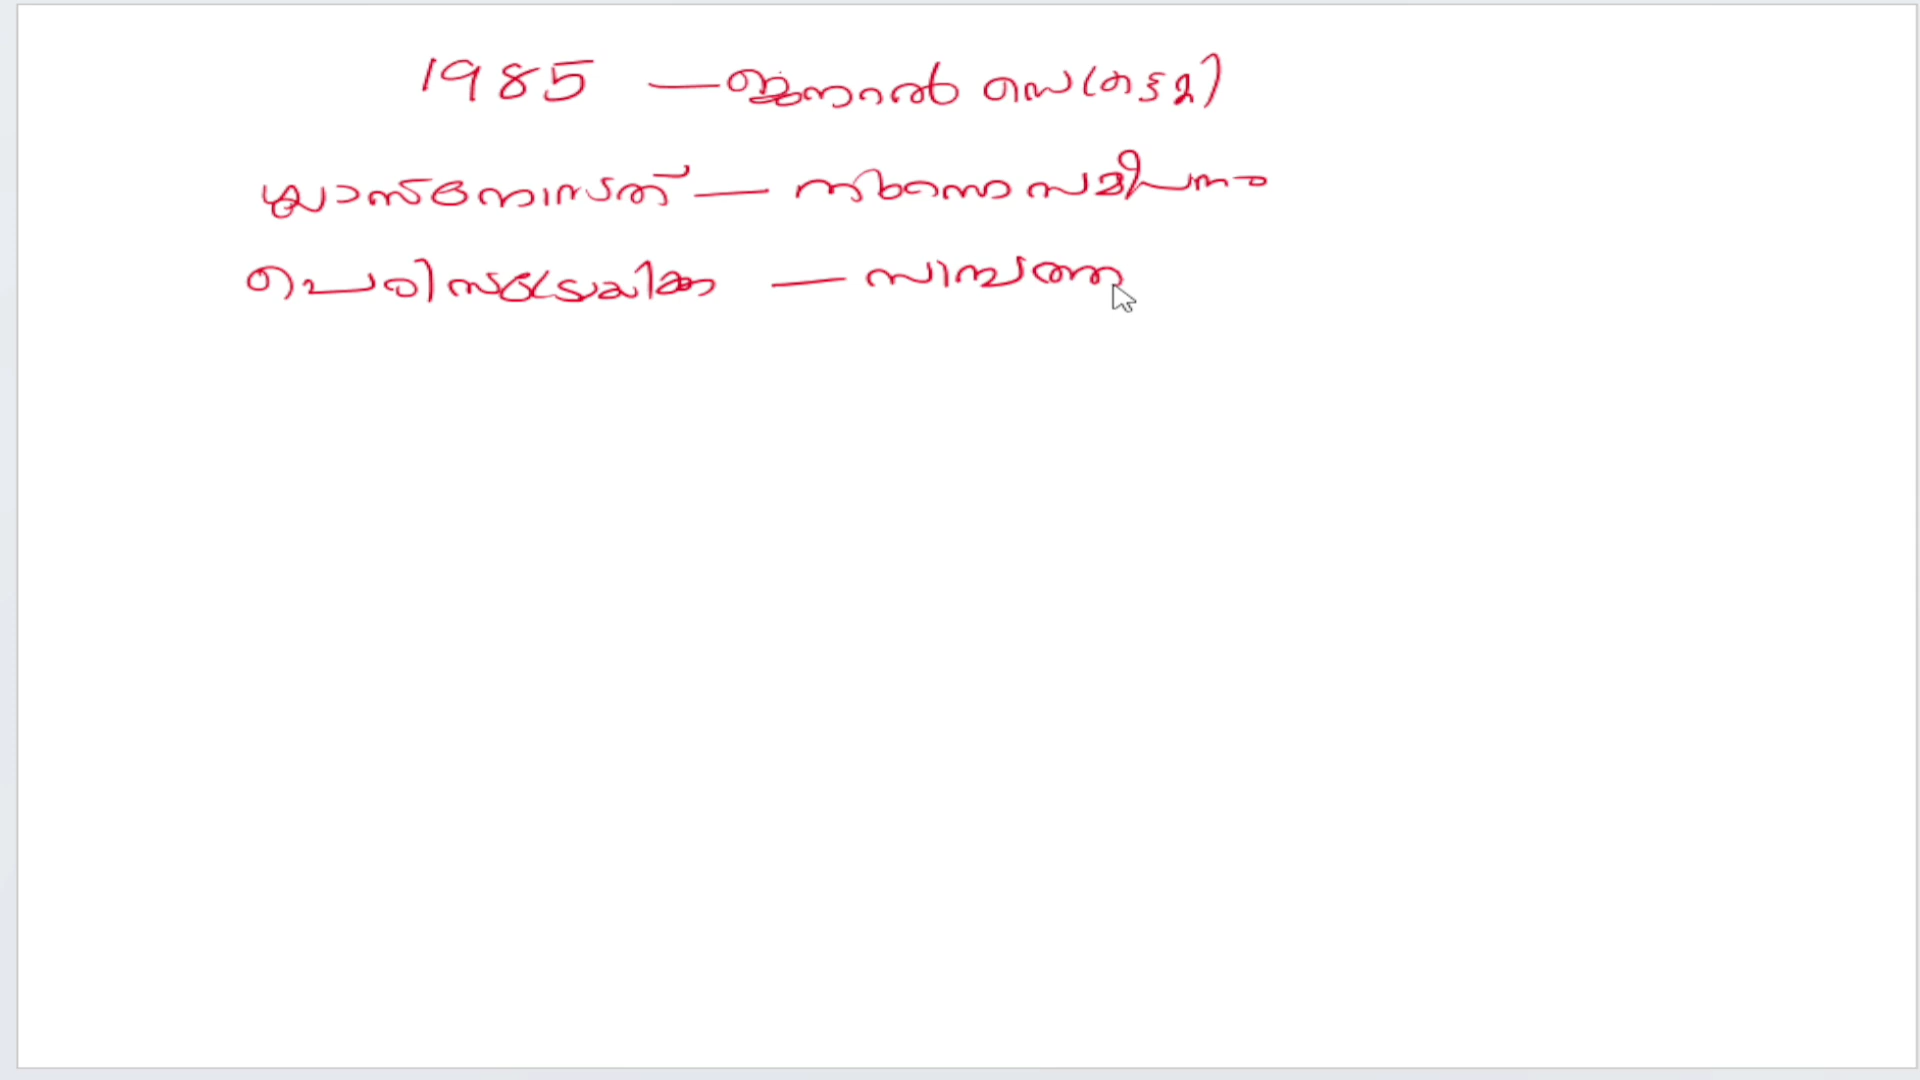 1985 — ജനറൽ സെക്രട്ടറി
ഗ്ലാസ്നോസ്ത് — തുറന്ന സമീപനം
പെരിസ്ട്രോയിക്ക — സാമ്പത്ത